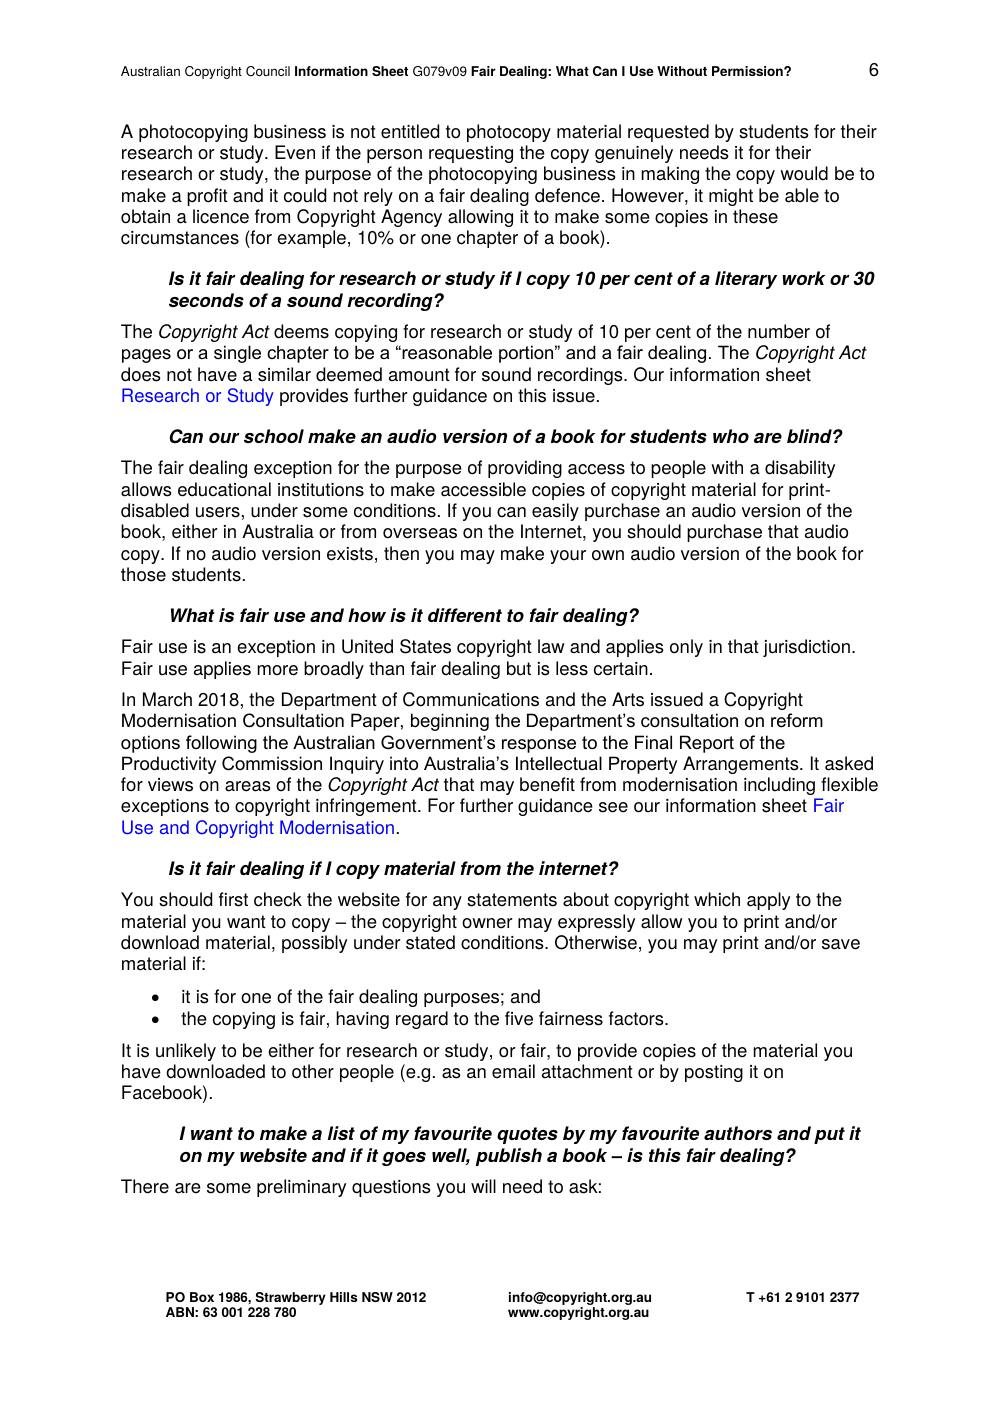 Australian Copyright Council Information Sheet G079v09 Fair Dealing: What Can I Use Without Permission? 6
A photocopying business is not entitled to photocopy material requested by students for their
research or study. Even if the person requesting the copy genuinely needs it for their
research or study, the purpose of the photocopying business in making the copy would be to
make a profit and it could not rely on a fair dealing defence. However, it might be able to
obtain a licence from Copyright Agency allowing it to make some copies in these
circumstances (for example, 10% or one chapter of a book).
Is it fair dealing for research or study if I copy 10 per cent of a literary work or 30
seconds of a sound recording?
The Copyright Act deems copying for research or study of 10 per cent of the number of
pages or a single chapter to be a “reasonable portion” and a fair dealing. The Copyright Act
does not have a similar deemed amount for sound recordings. Our information sheet
Research or Study provides further guidance on this issue.
Can our school make an audio version of a book for students who are blind?
The fair dealing exception for the purpose of providing access to people with a disability
allows educational institutions to make accessible copies of copyright material for print-
disabled users, under some conditions. If you can easily purchase an audio version of the
book, either in Australia or from overseas on the Internet, you should purchase that audio
copy. If no audio version exists, then you may make your own audio version of the book for
those students.
What is fair use and how is it different to fair dealing?
Fair use is an exception in United States copyright law and applies only in that jurisdiction.
Fair use applies more broadly than fair dealing but is less certain.
In March 2018, the Department of Communications and the Arts issued a Copyright
Modernisation Consultation Paper, beginning the Department’s consultation on reform
options following the Australian Government’s response to the Final Report of the
Productivity Commission Inquiry into Australia’s Intellectual Property Arrangements. It asked
for views on areas of the Copyright Act that may benefit from modernisation including flexible
exceptions to copyright infringement. For further guidance see our information sheet Fair
Use and Copyright Modernisation.
Is it fair dealing if I copy material from the internet?
You should first check the website for any statements about copyright which apply to the
material you want to copy – the copyright owner may expressly allow you to print and/or
download material, possibly under stated conditions. Otherwise, you may print and/or save
material if:
• it is for one of the fair dealing purposes; and
• the copying is fair, having regard to the five fairness factors.
It is unlikely to be either for research or study, or fair, to provide copies of the material you
have downloaded to other people (e.g. as an email attachment or by posting it on
Facebook).
I want to make a list of my favourite quotes by my favourite authors and put it
on my website and if it goes well, publish a book – is this fair dealing?
There are some preliminary questions you will need to ask:
PO Box 1986, Strawberry Hills NSW 2012 info@copyright.org.au T +61 2 9101 2377
ABN: 63 001 228 780 www.copyright.org.au